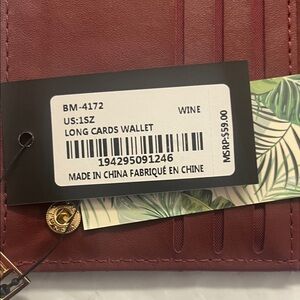 BM-4172
US:1SZ WINE
LONG CARDS WALLET
194295091246
MADE IN CHINA FABRIQUÉ EN CHINE
MSRP:$59.00